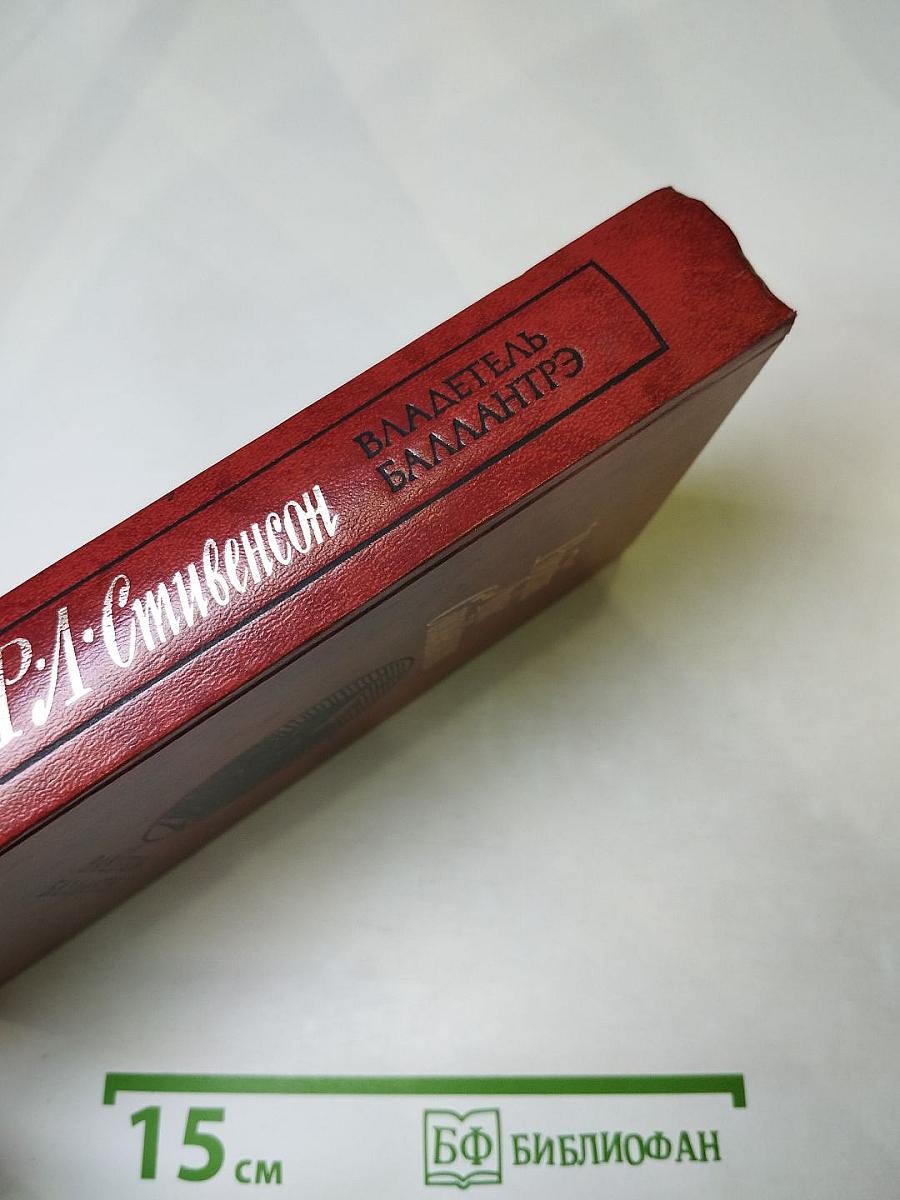 Р·Л·Стивенсон
ВЛАДЕТЕЛЬ
БАЛЛАНТРЭ
15 см
БФ БИБЛИОФАН